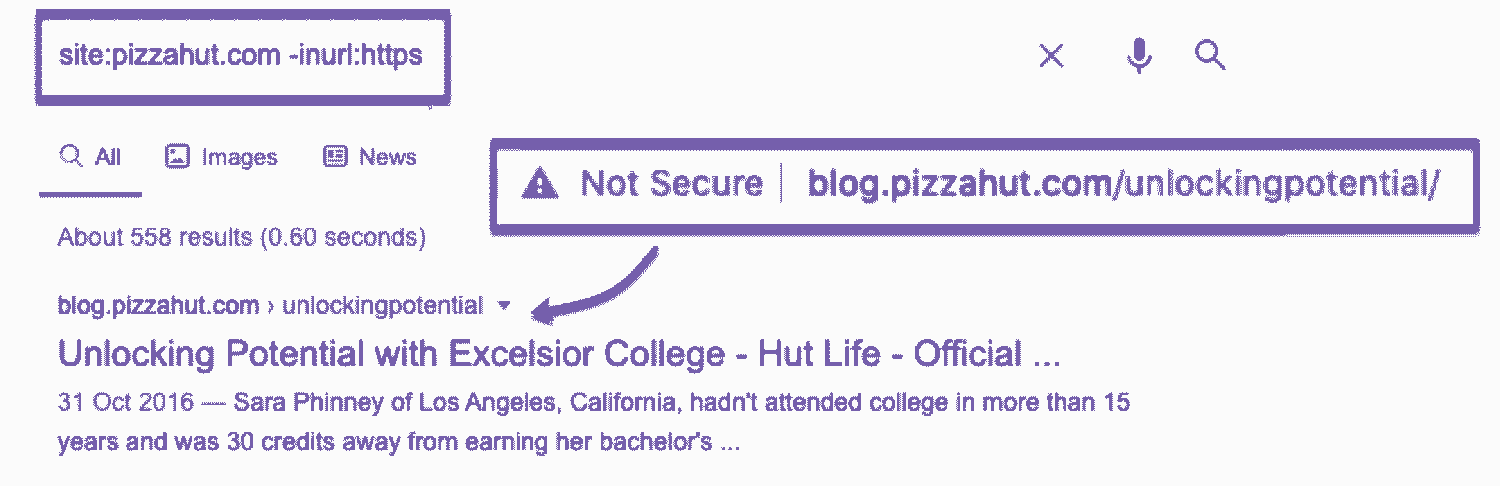 site:pizzahut.com -inurl:https
All Images News
Not Secure blog.pizzahut.com/unlockingpotential/
About 558 results (0.60 seconds)
blog.pizzahut.com › unlockingpotential
Unlocking Potential with Excelsior College - Hut Life - Official ...
31 Oct 2016 — Sara Phinney of Los Angeles, California, hadn't attended college in more than 15
years and was 30 credits away from earning her bachelor's ...